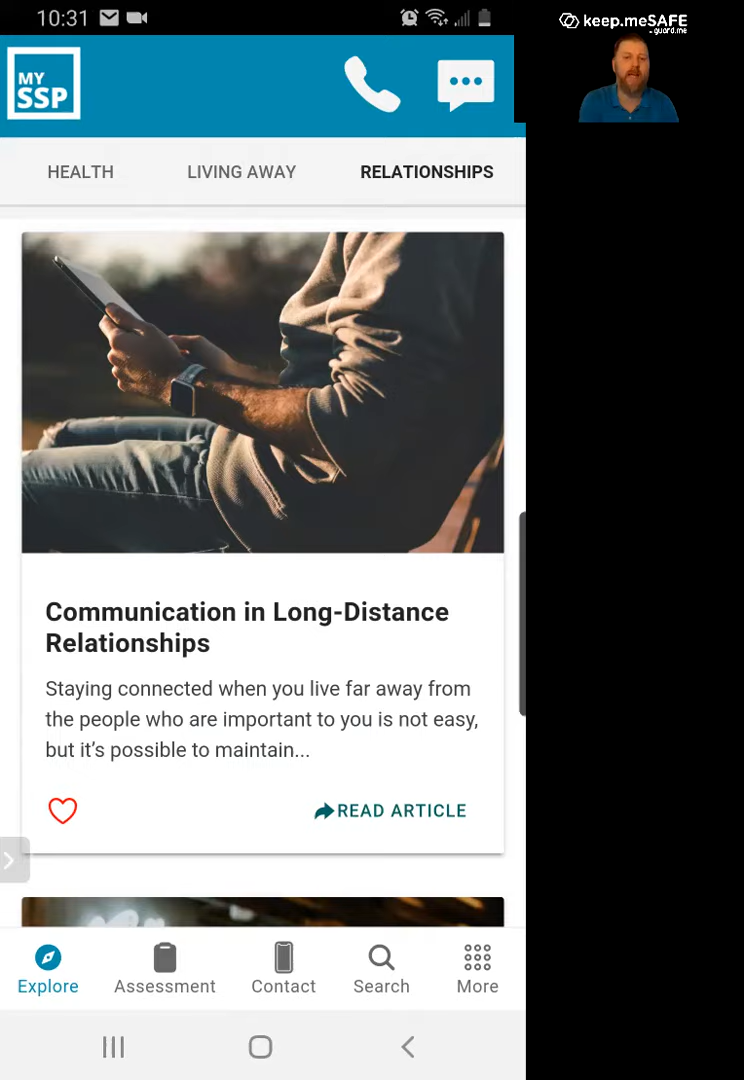 10:31
keep.meSAFE
guard.me
MY
SSP
HEALTH LIVING AWAY RELATIONSHIPS
Communication in Long-Distance
Relationships
Staying connected when you live far away from
the people who are important to you is not easy,
but it’s possible to maintain...
READ ARTICLE
Explore Assessment Contact Search More